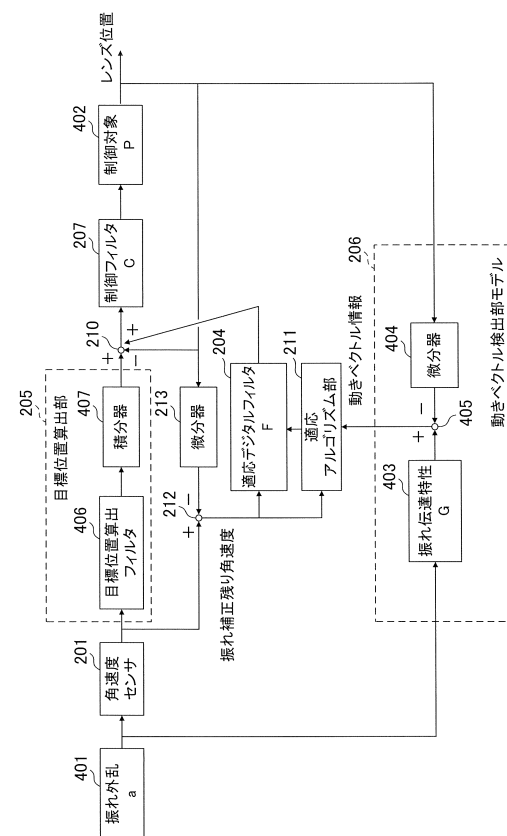 401
振れ外乱
a
201
角速度
センサ
205
目標位置算出部
406
目標位置算出
フィルタ
407
積分器
210
+
−
+
207
制御フィルタ
C
402
制御対象
P
レンズ位置
212
+
−
213
微分器
振れ補正残り角速度
204
適応デジタルフィルタ
F
211
適応
アルゴリズム部
動きベクトル情報
206
403
振れ伝達特性
G
+
−
405
404
微分器
動きベクトル検出部モデル